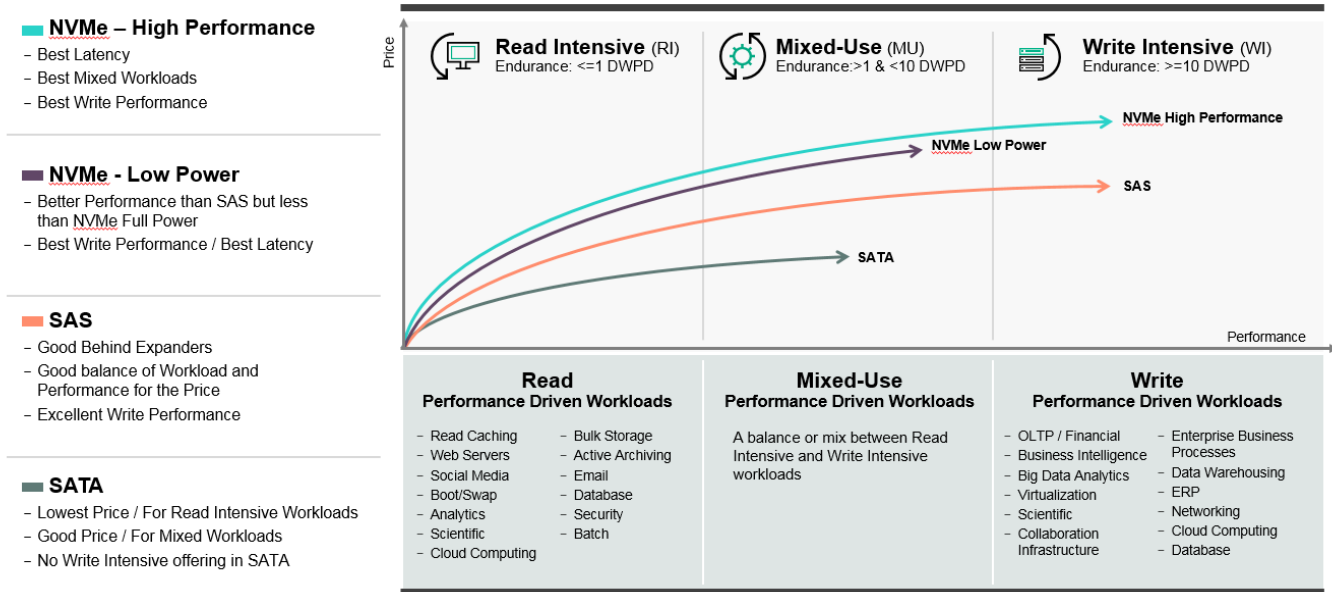 NVMe – High Performance
– Best Latency
– Best Mixed Workloads
– Best Write Performance
NVMe - Low Power
– Better Performance than SAS but less
than NVMe Full Power
– Best Write Performance / Best Latency
SAS
– Good Behind Expanders
– Good balance of Workload and
Performance for the Price
– Excellent Write Performance
SATA
– Lowest Price / For Read Intensive Workloads
– Good Price / For Mixed Workloads
– No Write Intensive offering in SATA
Price
Read Intensive (RI)
Endurance: <=1 DWPD
Mixed-Use (MU)
Endurance:>1 & <10 DWPD
Write Intensive (WI)
Endurance: >=10 DWPD
NVMe High Performance
NVMe Low Power
SAS
SATA
Performance
Read
Performance Driven Workloads
– Read Caching
– Web Servers
– Social Media
– Boot/Swap
– Analytics
– Scientific
– Cloud Computing
– Bulk Storage
– Active Archiving
– Email
– Database
– Security
– Batch
Mixed-Use
Performance Driven Workloads
A balance or mix between Read
Intensive and Write Intensive
workloads
Write
Performance Driven Workloads
– OLTP / Financial
– Business Intelligence
– Big Data Analytics
– Virtualization
– Scientific
– Collaboration
Infrastructure
– Enterprise Business
Processes
– Data Warehousing
– ERP
– Networking
– Cloud Computing
– Database